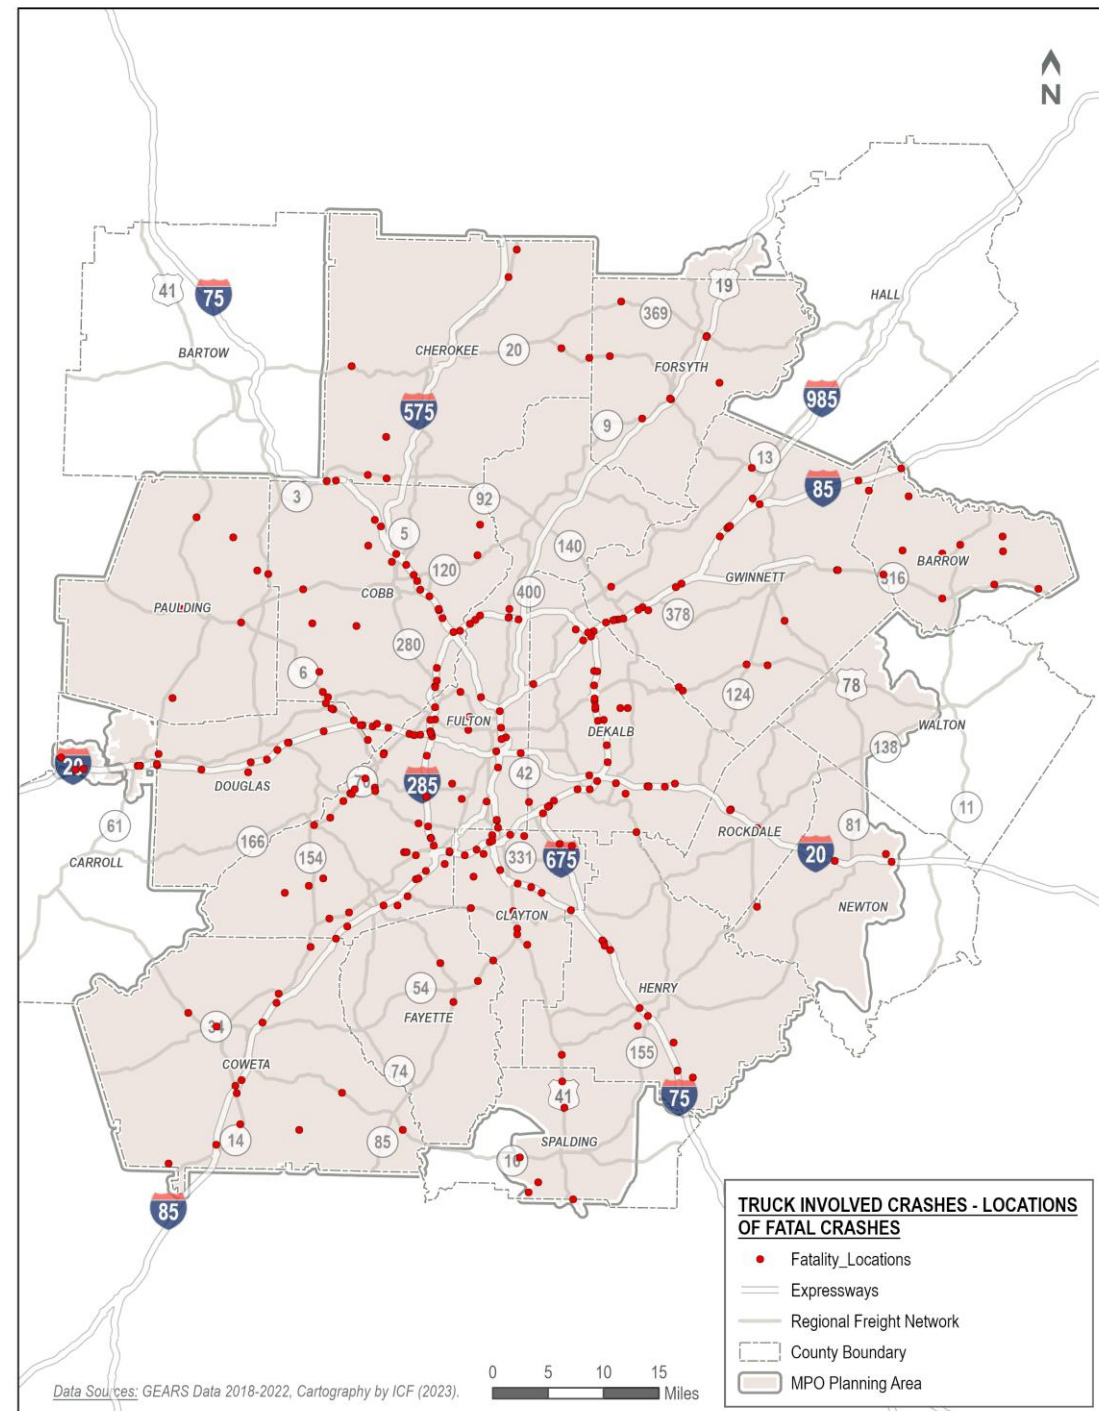 N
19
HALL
41
75
369
BARTOW
CHEROKEE
20
FORSYTH
985
575
9
13
85
3
92
5
140
120
GWINNETT
BARROW
316
COBB
400
PAULDING
378
280
6
124
78
FULTON
WALTON
DEKALB
138
20
DOUGLAS
42
70
285
11
61
ROCKDALE
81
166
154
331
675
20
CARROLL
NEWTON
CLAYTON
54
HENRY
FAYETTE
34
155
COWETA
74
41
75
14
85
SPALDING
16
85
TRUCK INVOLVED CRASHES - LOCATIONS
OF FATAL CRASHES
Fatality_Locations
Expressways
Regional Freight Network
County Boundary
MPO Planning Area
0 5 10 15
Miles
Data Sources: GEARS Data 2018-2022, Cartography by ICF (2023).